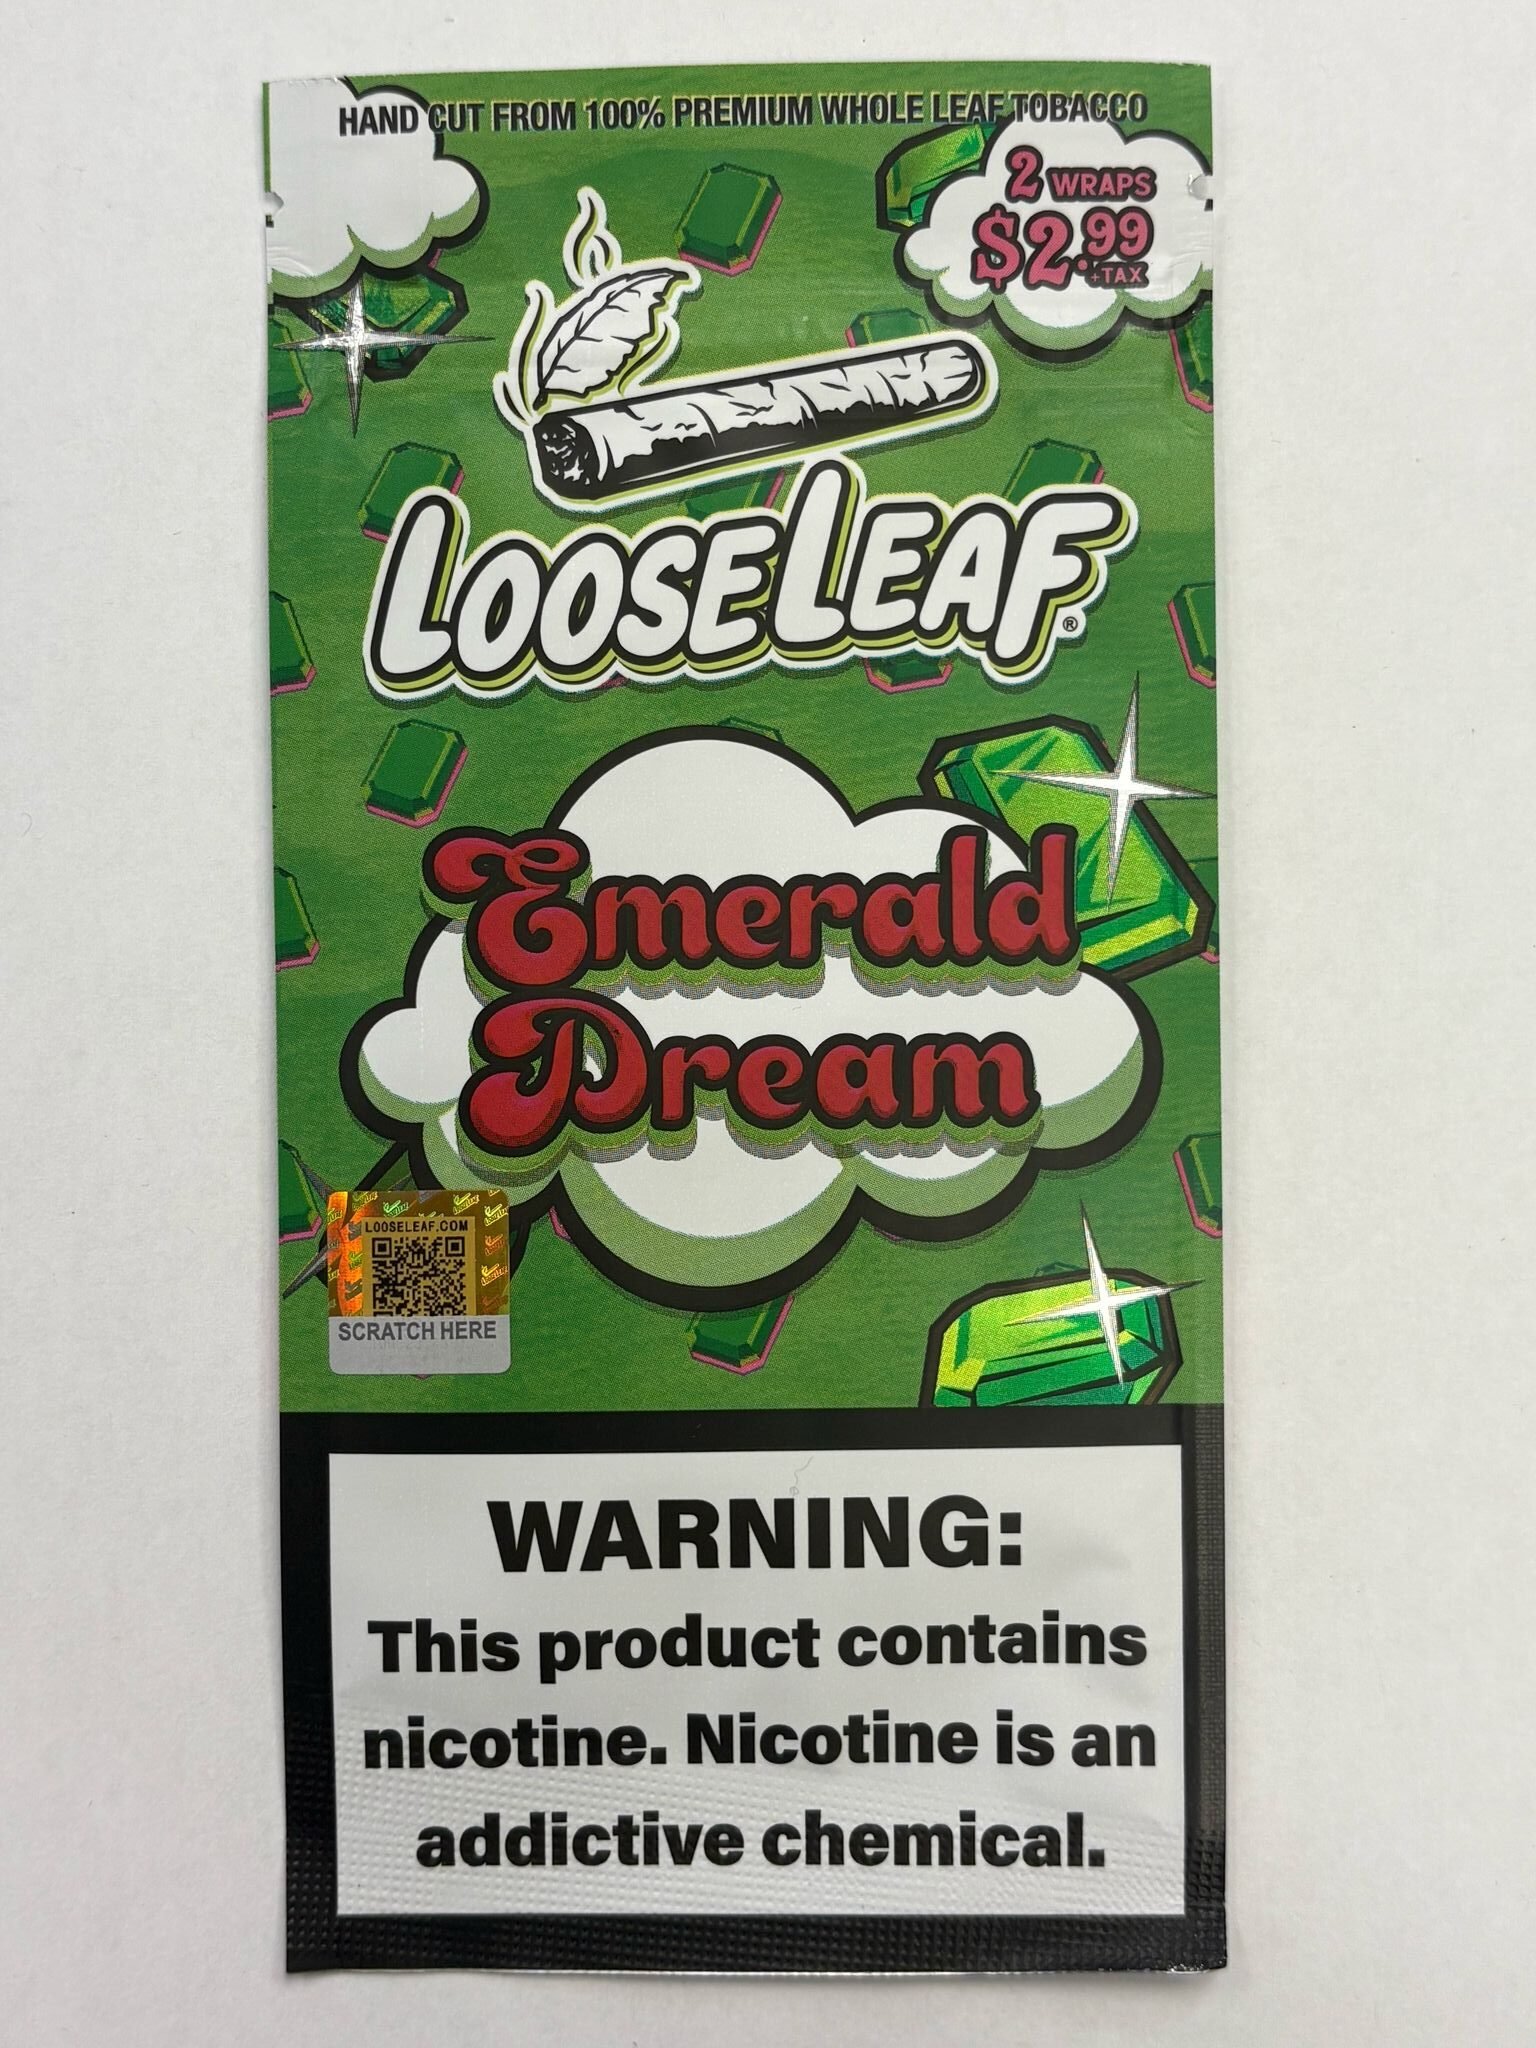 HAND CUT FROM 100% PREMIUM WHOLE LEAF TOBACCO
2 WRAPS
$2.99
+TAX
LOOSELEAF®
Emerald
Dream
LOOSELEAF.COM
SCRATCH HERE
WARNING:
This product contains
nicotine. Nicotine is an
addictive chemical.